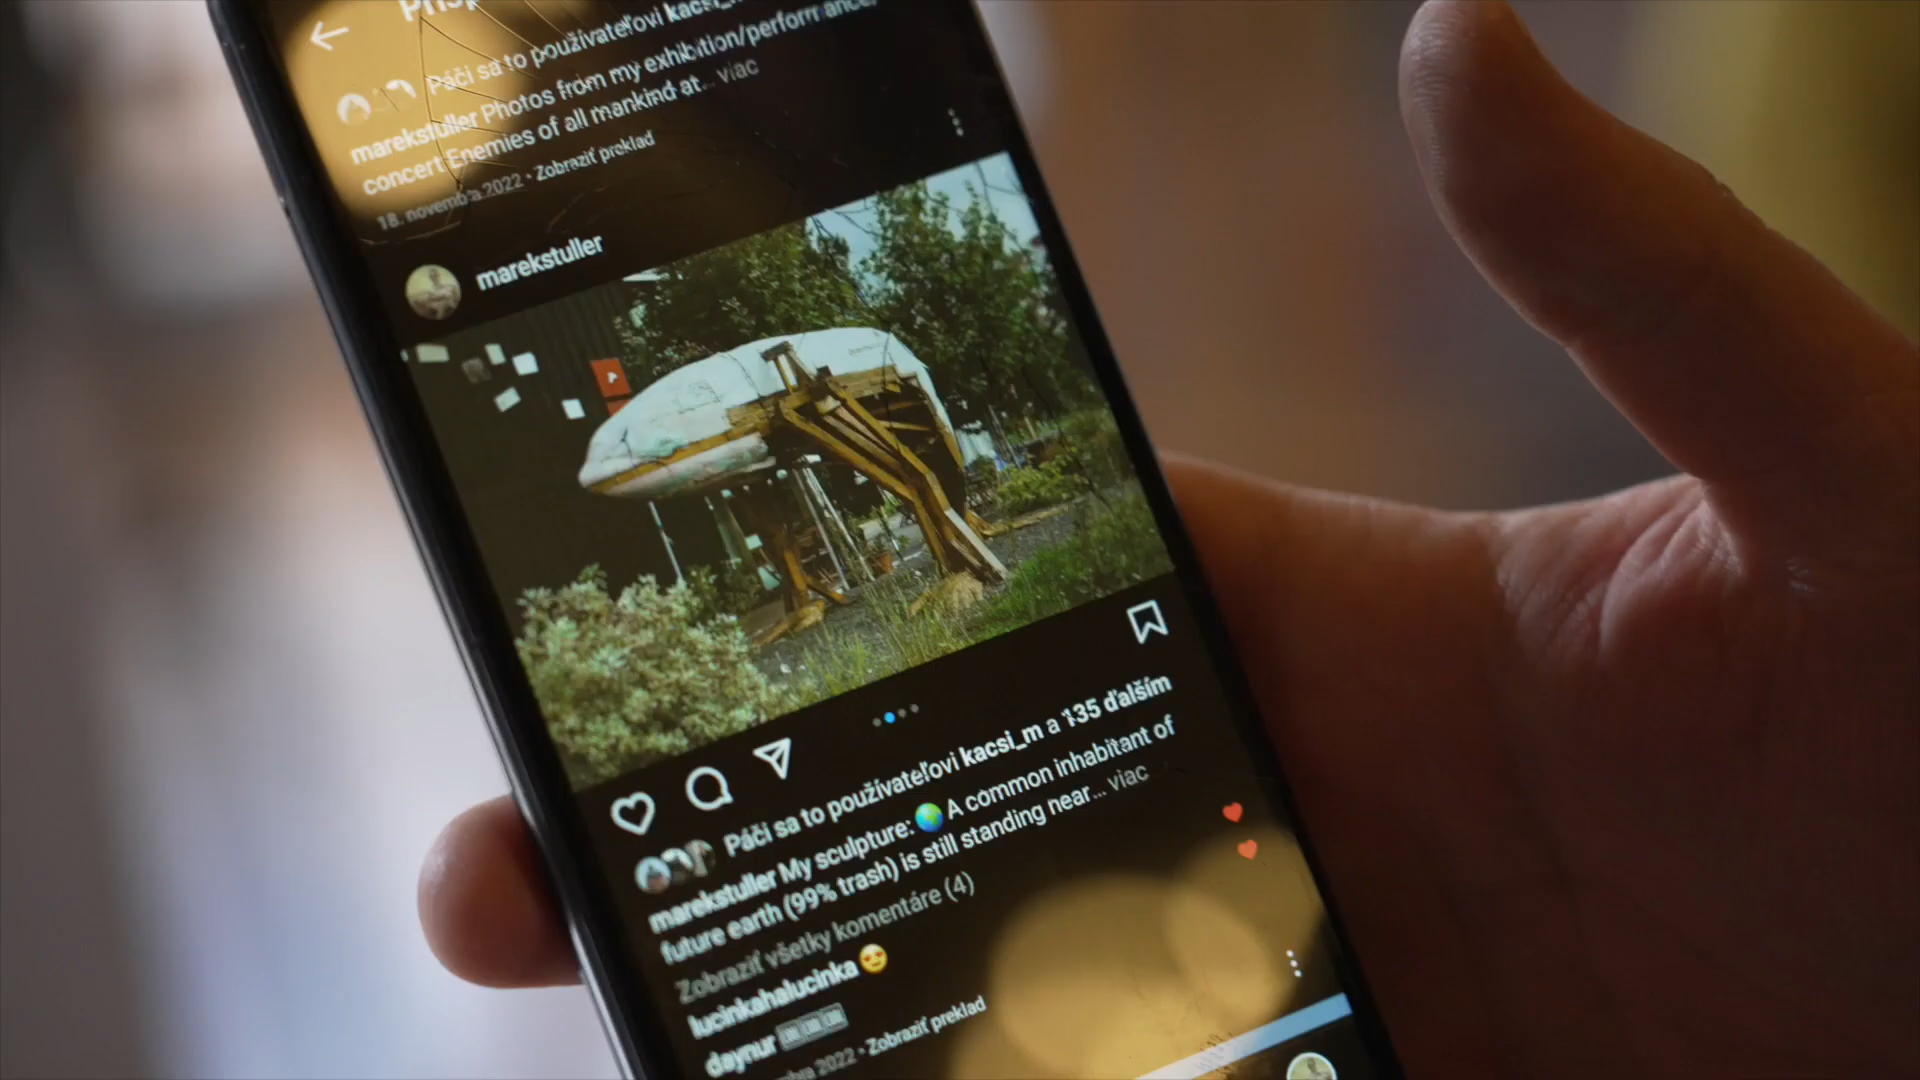 Páči sa to používateľovi
marekstuller Photos from my exhibition/performance/
concert Enemies of all mankind at... viac
18. novembra 2022 • Zobraziť preklad
marekstuller
Páči sa to používateľovi kacsi_m a 135 ďalším
marekstuller My sculpture: 🌍 A common inhabitant of
future earth (99% trash) is still standing near... viac
Zobraziť všetky komentáre (4)
lucinkahalucinka 😍
daynur
2022 • Zobraziť preklad